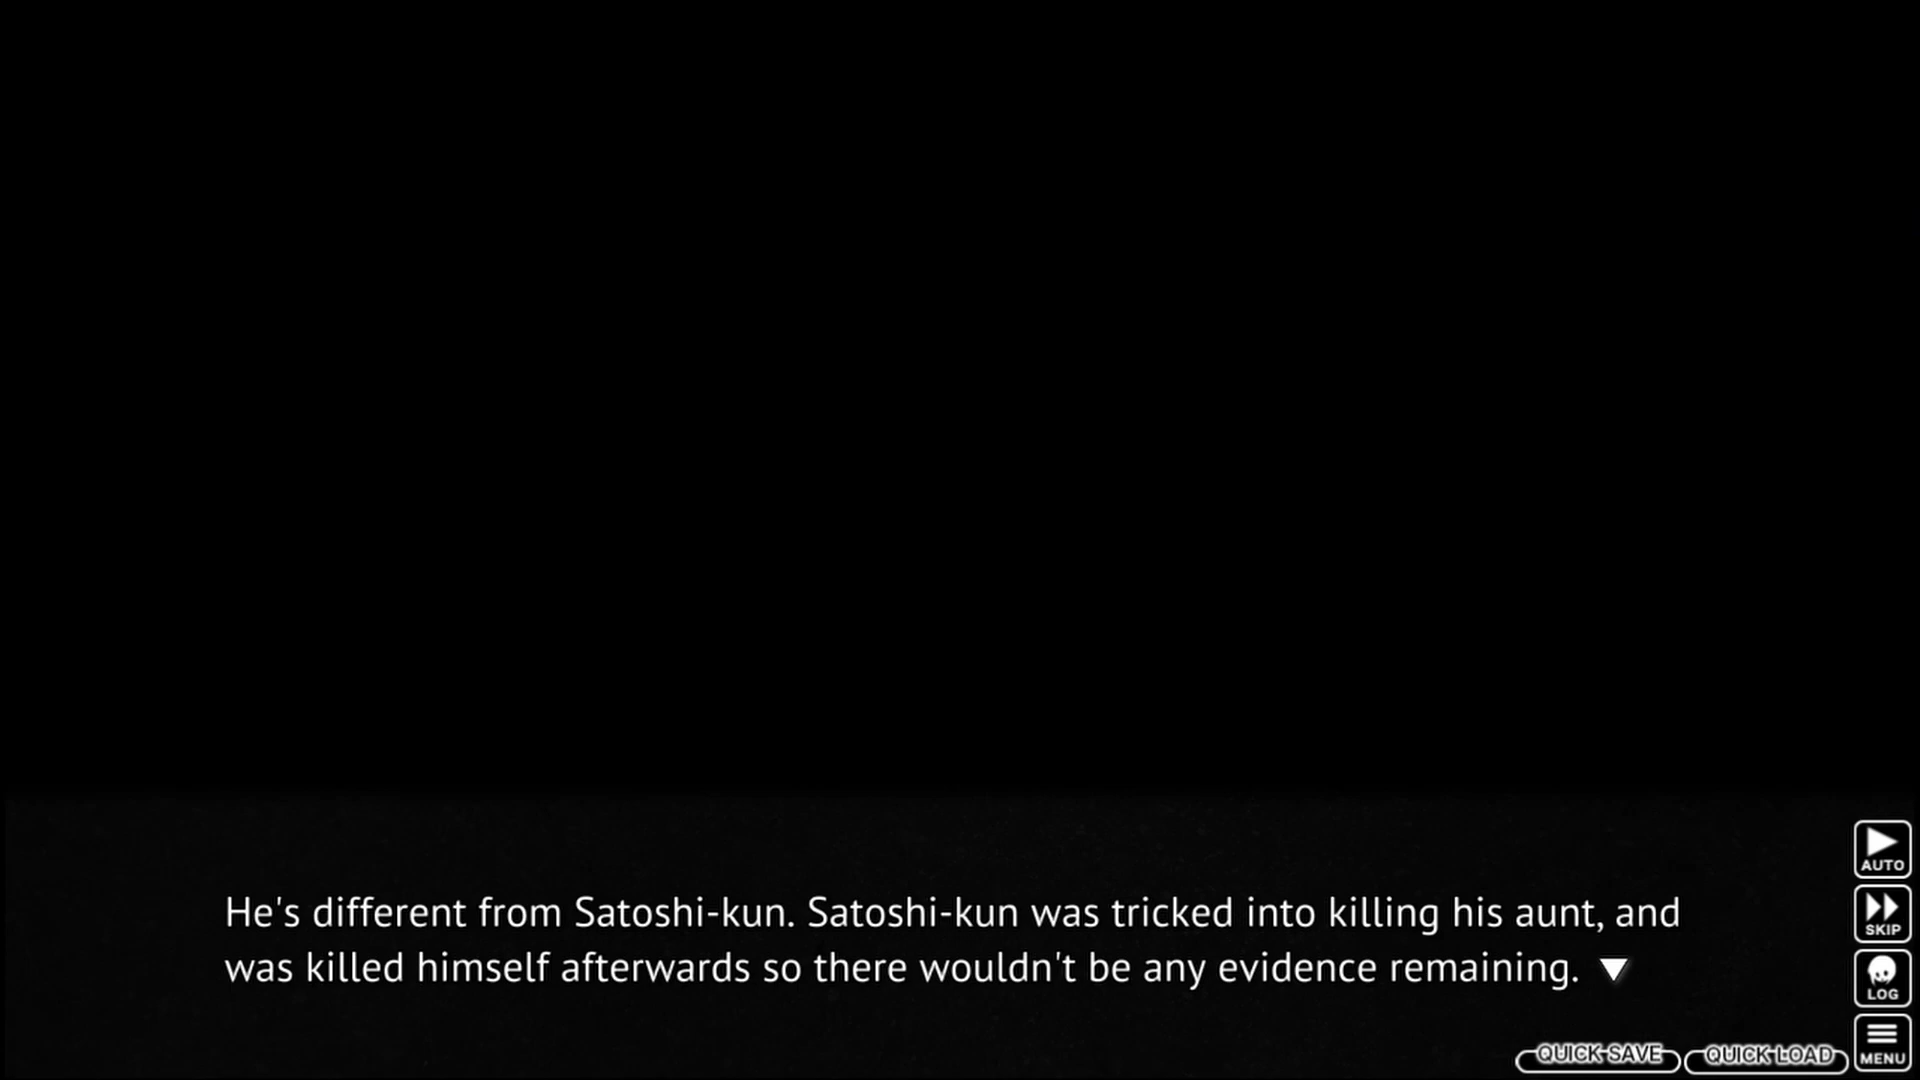 He's different from Satoshi-kun. Satoshi-kun was tricked into killing his aunt, and
was killed himself afterwards so there wouldn't be any evidence remaining.
AUTO
SKIP
LOG
MENU
QUICK SAVE
QUICK LOAD